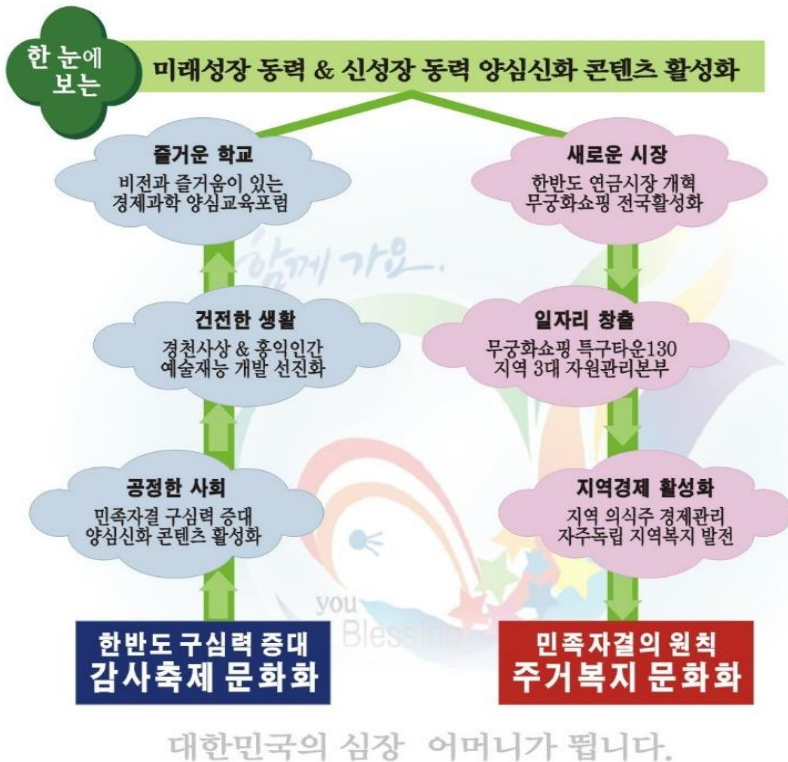 한 눈에
보는
미래성장 동력 & 신성장 동력 양심신화 콘텐츠 활성화
즐거운 학교
비전과 즐거움이 있는
경제과학 양심교육포럼
새로운 시장
한반도 연금시장 개혁
무궁화쇼핑 전국활성화
함께 가요.
건전한 생활
경천사상 & 홍익인간
예술재능 개발 선진화
일자리 창출
무궁화쇼핑 특구타운130
지역 3대 자원관리본부
공정한 사회
민족자결 구심력 증대
양심신화 콘텐츠 활성화
지역경제 활성화
지역 의식주 경제관리
자주독립 지역복지 발전
you
Blessing
한반도 구심력 증대
감사축제 문화화
민족자결의 원칙
주거복지 문화화
대한민국의 심장 어머니가 뜁니다.